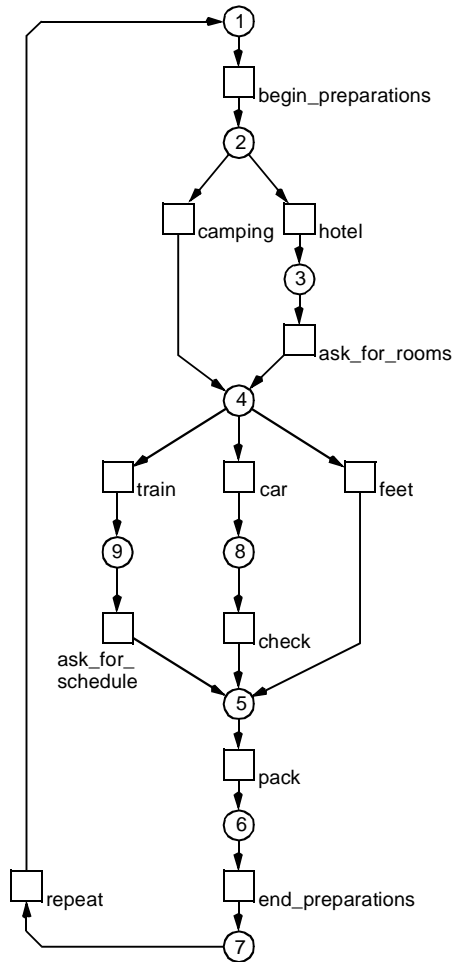 1
begin_preparations
2
camping
hotel
3
ask_for_rooms
4
train
car
feet
9
8
check
ask_for_
schedule
5
pack
6
repeat
end_preparations
7